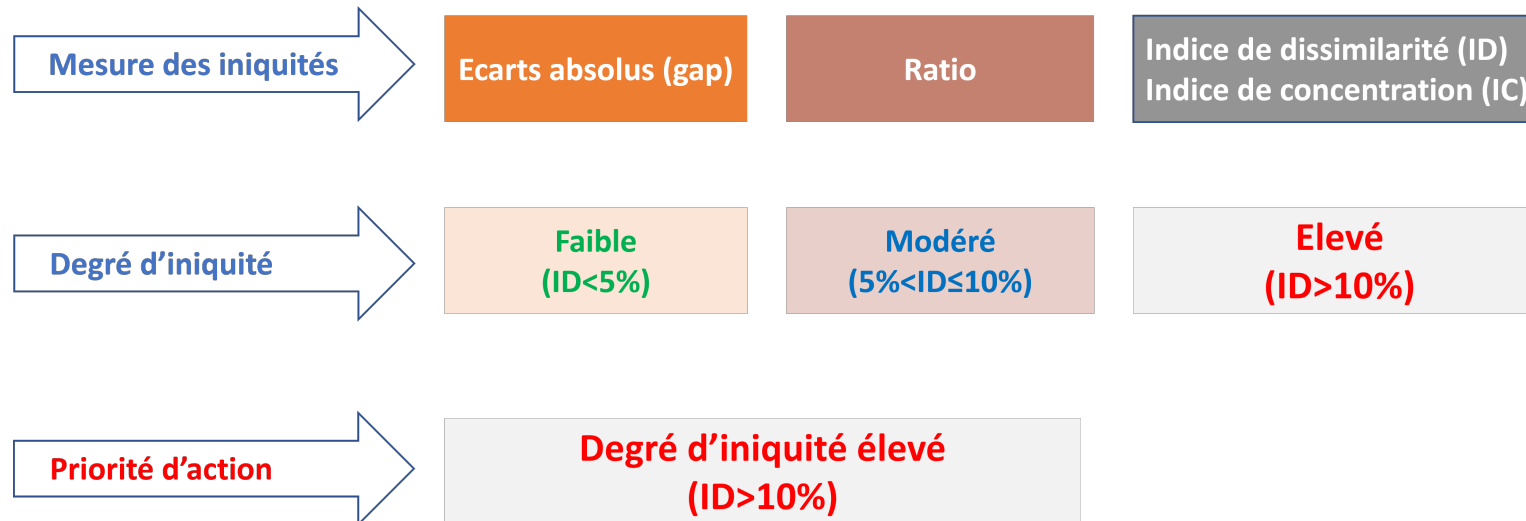 Mesure des iniquités
Ecarts absolus (gap)
Ratio
Indice de dissimilarité (ID)
Indice de concentration (IC)
Degré d’iniquité
Faible
(ID<5%)
Modéré
(5%<ID≤10%)
Elevé
(ID>10%)
Priorité d’action
Degré d’iniquité élevé
(ID>10%)